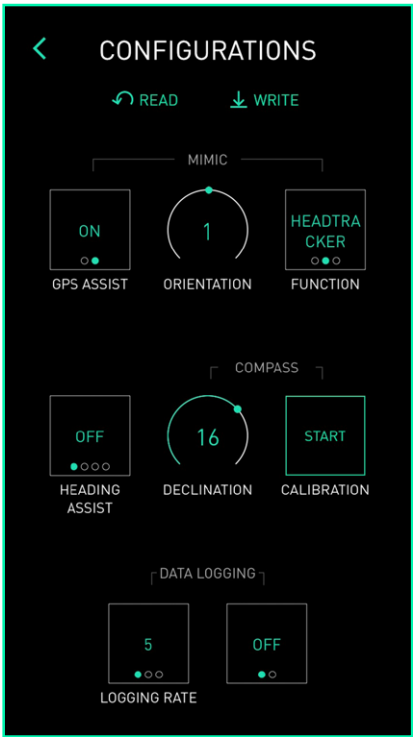 CONFIGURATIONS
READ WRITE
MIMIC
ON 1 HEADTRA
CKER
GPS ASSIST ORIENTATION FUNCTION
COMPASS
OFF 16 START
HEADING
ASSIST DECLINATION CALIBRATION
DATA LOGGING
5 OFF
LOGGING RATE